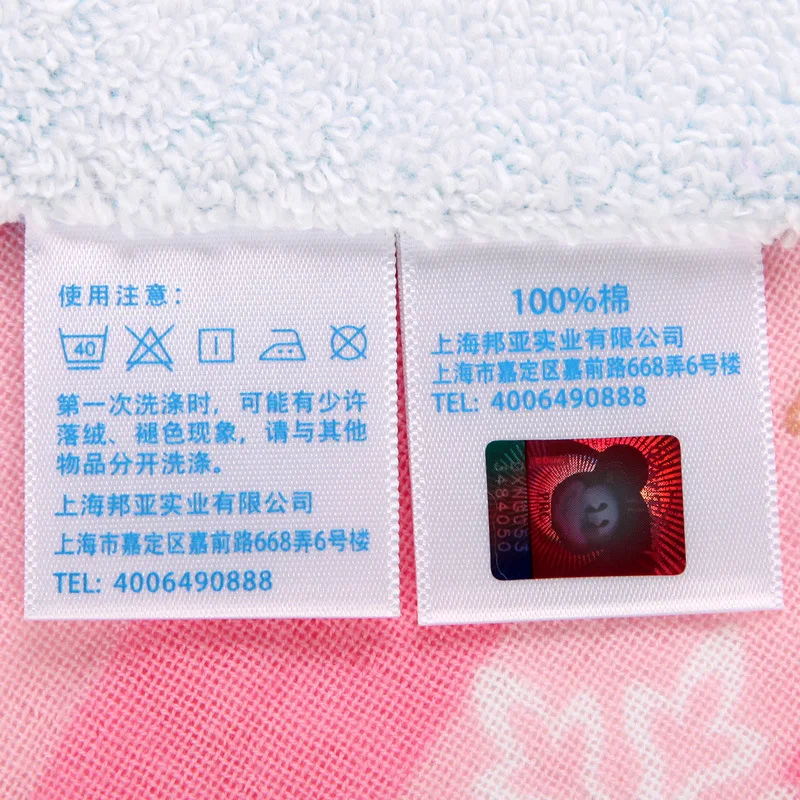 使用注意：
40
第一次洗涤时，可能有少许
落绒、褪色现象，请与其他
物品分开洗涤。
上海邦亚实业有限公司
上海市嘉定区嘉前路668弄6号楼
TEL: 4006490888
100%棉
上海邦亚实业有限公司
上海市嘉定区嘉前路668弄6号楼
TEL: 4006490888
3484050